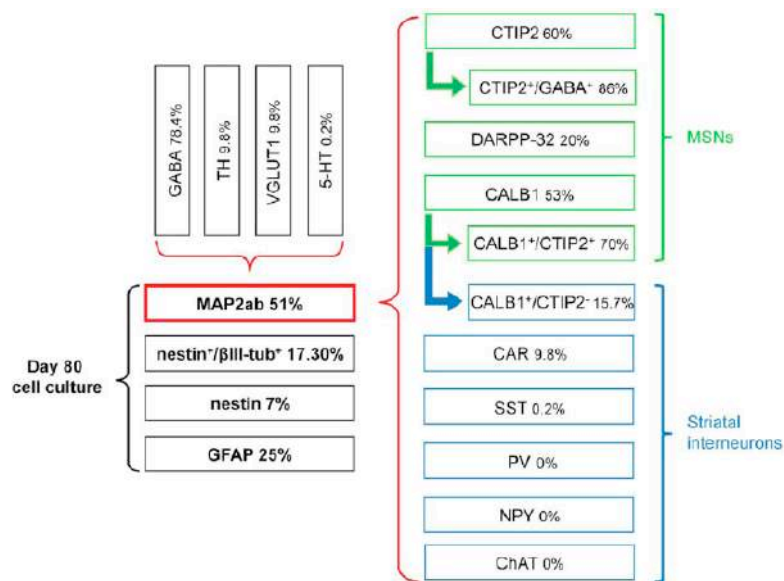 GABA 78.4%
TH 9.8%
VGLUT1 9.8%
5-HT 0.2%
Day 80
cell culture
MAP2ab 51%
nestin⁺/βIII-tub⁺ 17.30%
nestin 7%
GFAP 25%
CTIP2 60%
CTIP2⁺/GABA⁺ 86%
DARPP-32 20%
CALB1 53%
CALB1⁺/CTIP2⁺ 70%
MSNs
CALB1⁺/CTIP2⁻ 15.7%
CAR 9.8%
SST 0.2%
PV 0%
NPY 0%
ChAT 0%
Striatal
interneurons